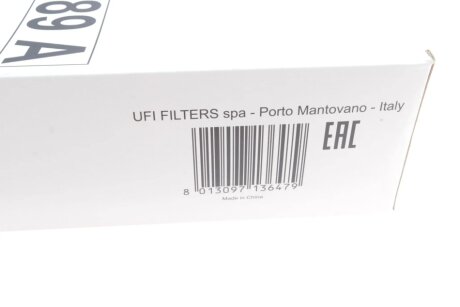 89 A
UFI FILTERS spa - Porto Mantovano - Italy
EAC
8 013097 136479
Made in China